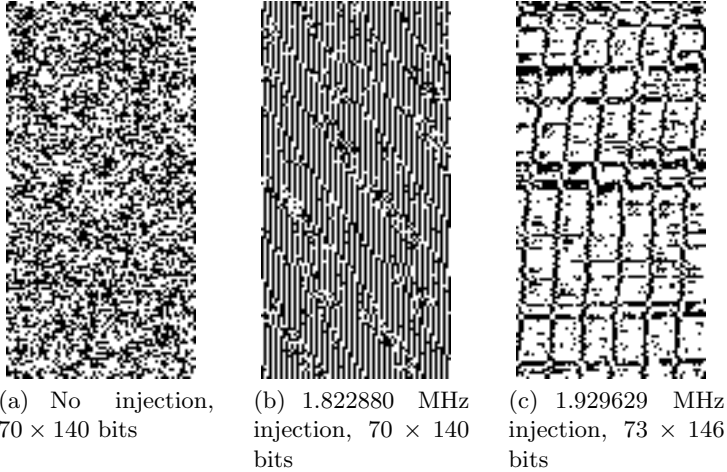 (a) No injection,
70 × 140 bits
(b) 1.822880 MHz
injection, 70 × 140
bits
(c) 1.929629 MHz
injection, 73 × 146
bits